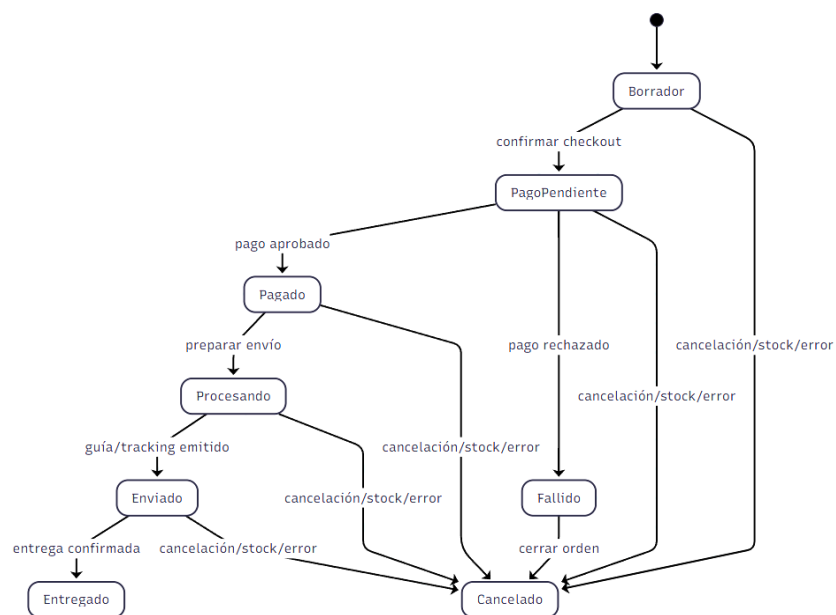 Borrador
confirmar checkout
PagoPendiente
pago aprobado
Pagado
preparar envío
pago rechazado
cancelación/stock/error
Procesando
cancelación/stock/error
guía/tracking emitido
cancelación/stock/error
Enviado
cancelación/stock/error
Fallido
entrega confirmada
cancelación/stock/error
cerrar orden
Entregado
Cancelado